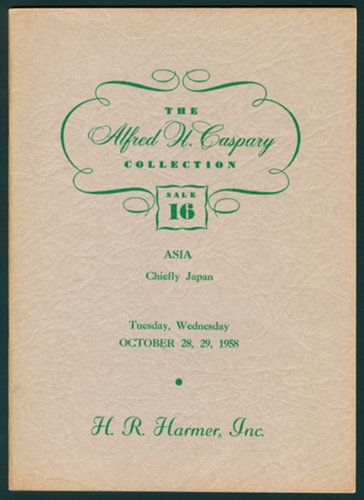 THE
Alfred H. Caspary
COLLECTION
SALE
16
ASIA
Chiefly Japan
Tuesday, Wednesday
OCTOBER 28, 29, 1958
H. R. Harmer, Inc.